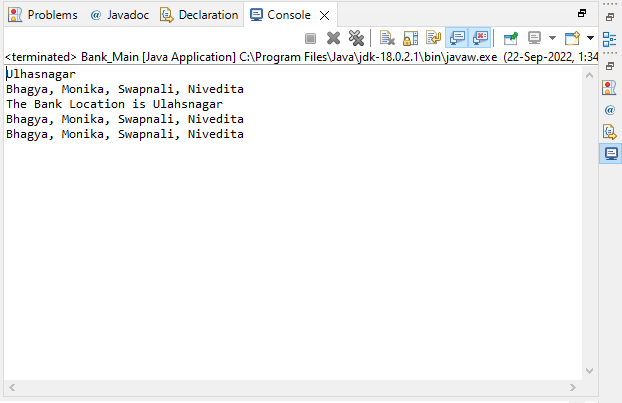 Problems @ Javadoc Declaration Console
<terminated> Bank_Main [Java Application] C:\Program Files\Java\jdk-18.0.2.1\bin\javaw.exe (22-Sep-2022, 1:34
Ulhasnagar
Bhagya, Monika, Swapnali, Nivedita
The Bank Location is Ulahsnagar
Bhagya, Monika, Swapnali, Nivedita
Bhagya, Monika, Swapnali, Nivedita